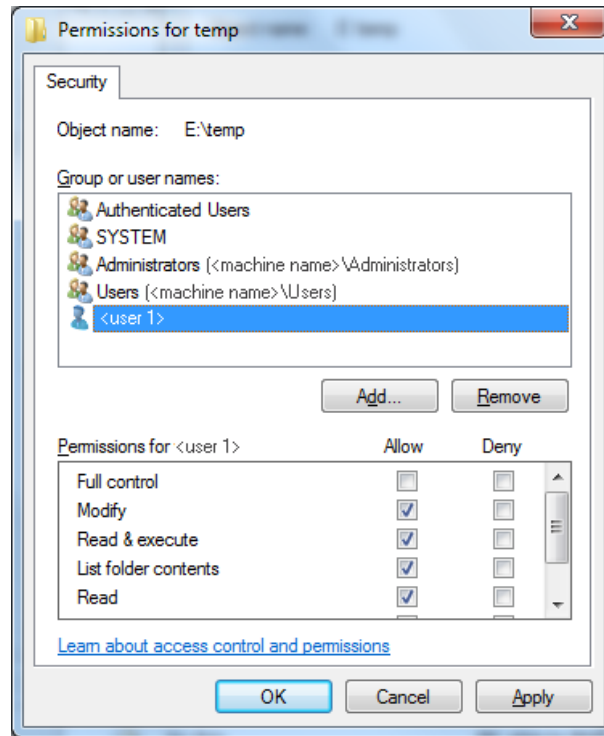 Permissions for temp
Security
Object name: E:\temp
Group or user names:
Authenticated Users
SYSTEM
Administrators (<machine name>\Administrators)
Users (<machine name>\Users)
<user 1>
Add... Remove
Permissions for <user 1> Allow Deny
Full control
Modify
Read & execute
List folder contents
Read
Learn about access control and permissions
OK Cancel Apply